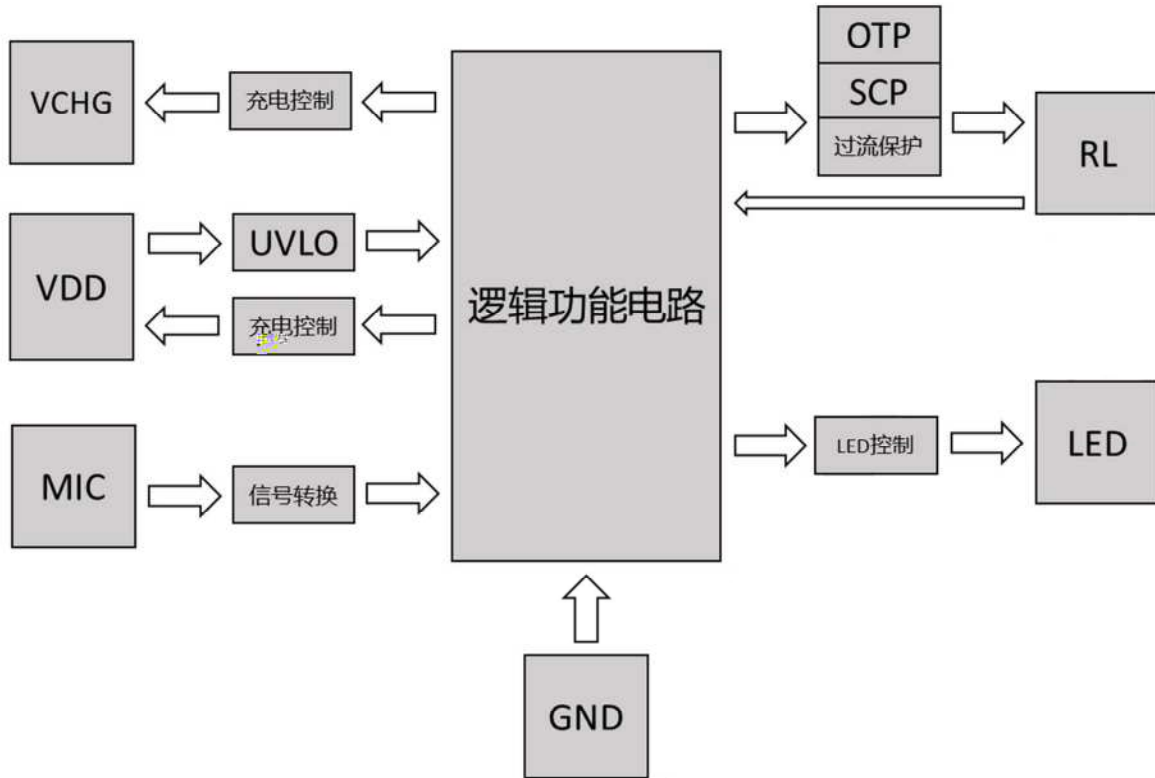 OTP
SCP
过流保护
VCHG
充电控制
RL
VDD
UVLO
充电控制
逻辑功能电路
MIC
信号转换
LED控制
LED
GND